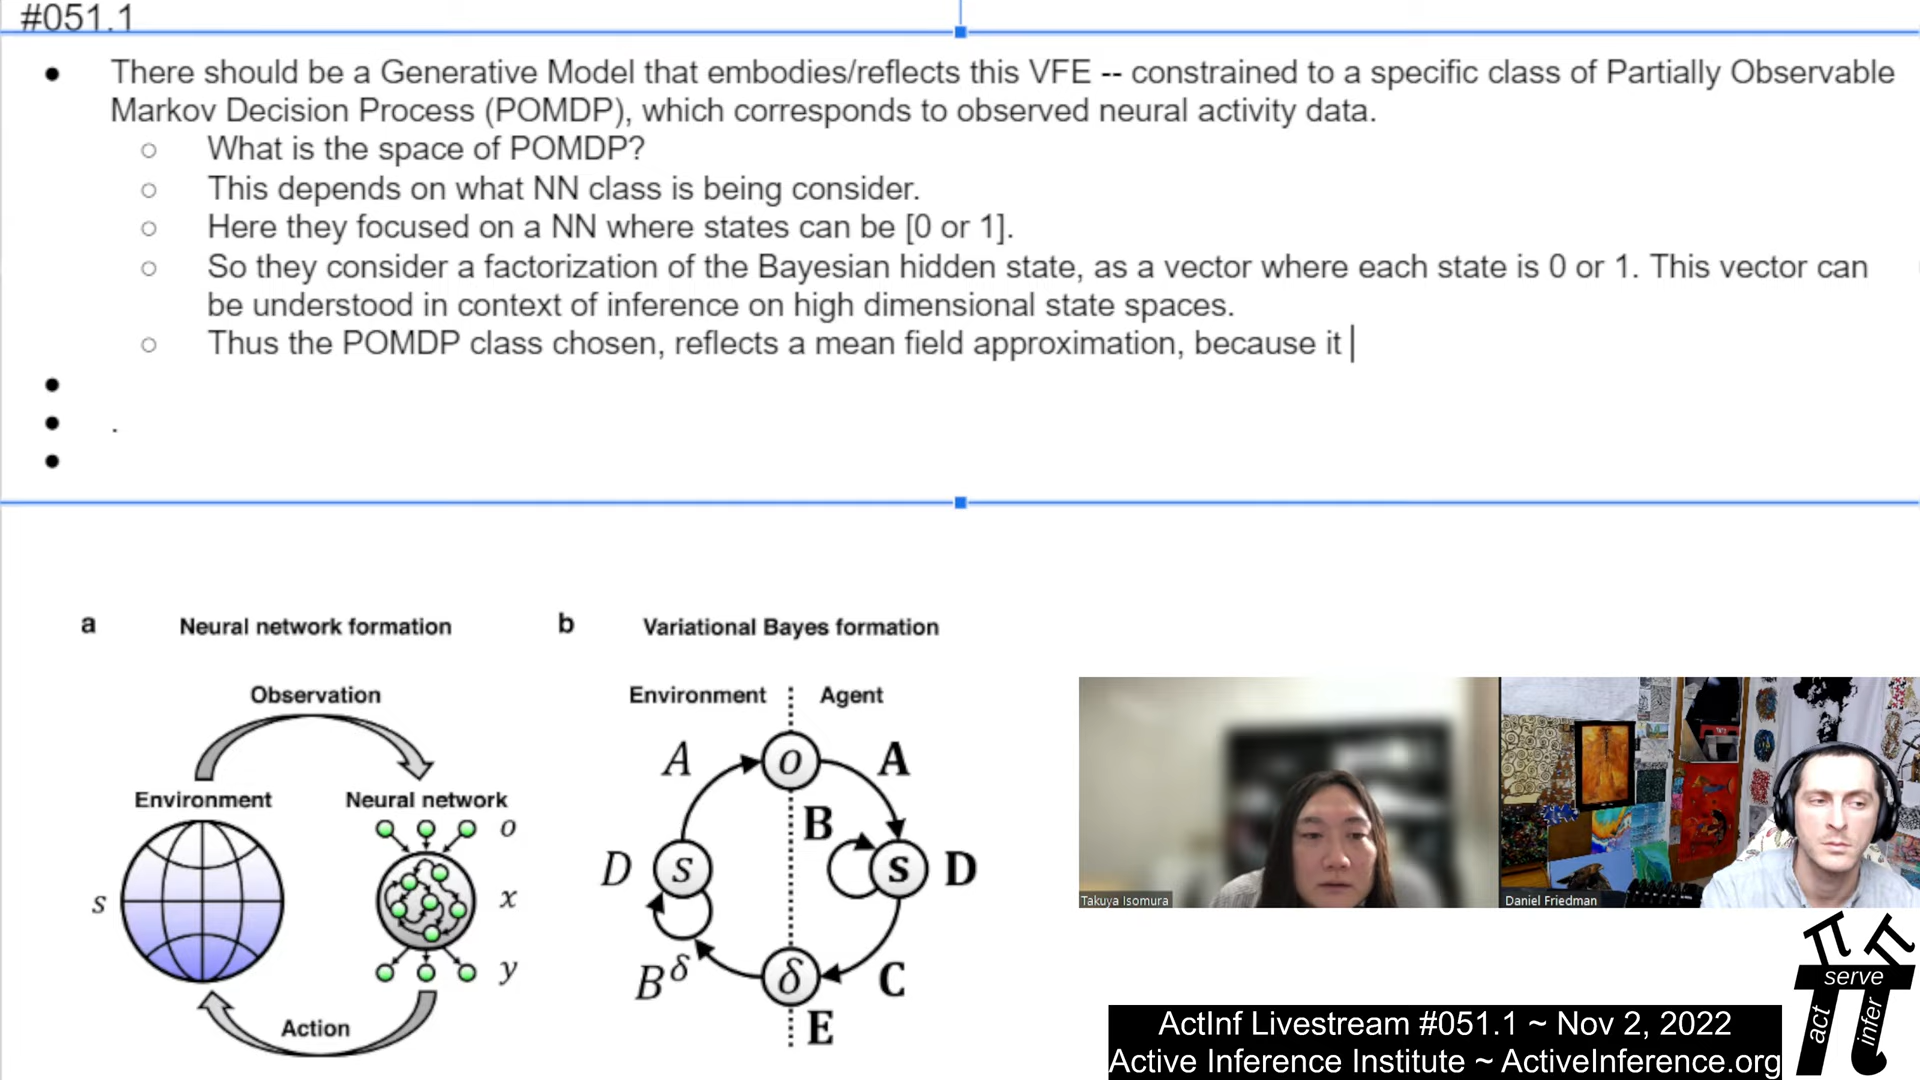 #051.1
● There should be a Generative Model that embodies/reflects this VFE -- constrained to a specific class of Partially Observable
Markov Decision Process (POMDP), which corresponds to observed neural activity data.
○ What is the space of POMDP?
○ This depends on what NN class is being consider.
○ Here they focused on a NN where states can be [0 or 1].
○ So they consider a factorization of the Bayesian hidden state, as a vector where each state is 0 or 1. This vector can
be understood in context of inference on high dimensional state spaces.
○ Thus the POMDP class chosen, reflects a mean field approximation, because it
●
● .
●
a Neural network formation
Observation
Environment
Neural network
s
o
x
y
Action
b Variational Bayes formation
Environment
Agent
A
o
A
B
D
s
s
D
B^δ
δ
C
E
Takuya Isomura
Daniel Friedman
serve
act
infer
ActInf Livestream #051.1 ~ Nov 2, 2022
Active Inference Institute ~ ActiveInference.org